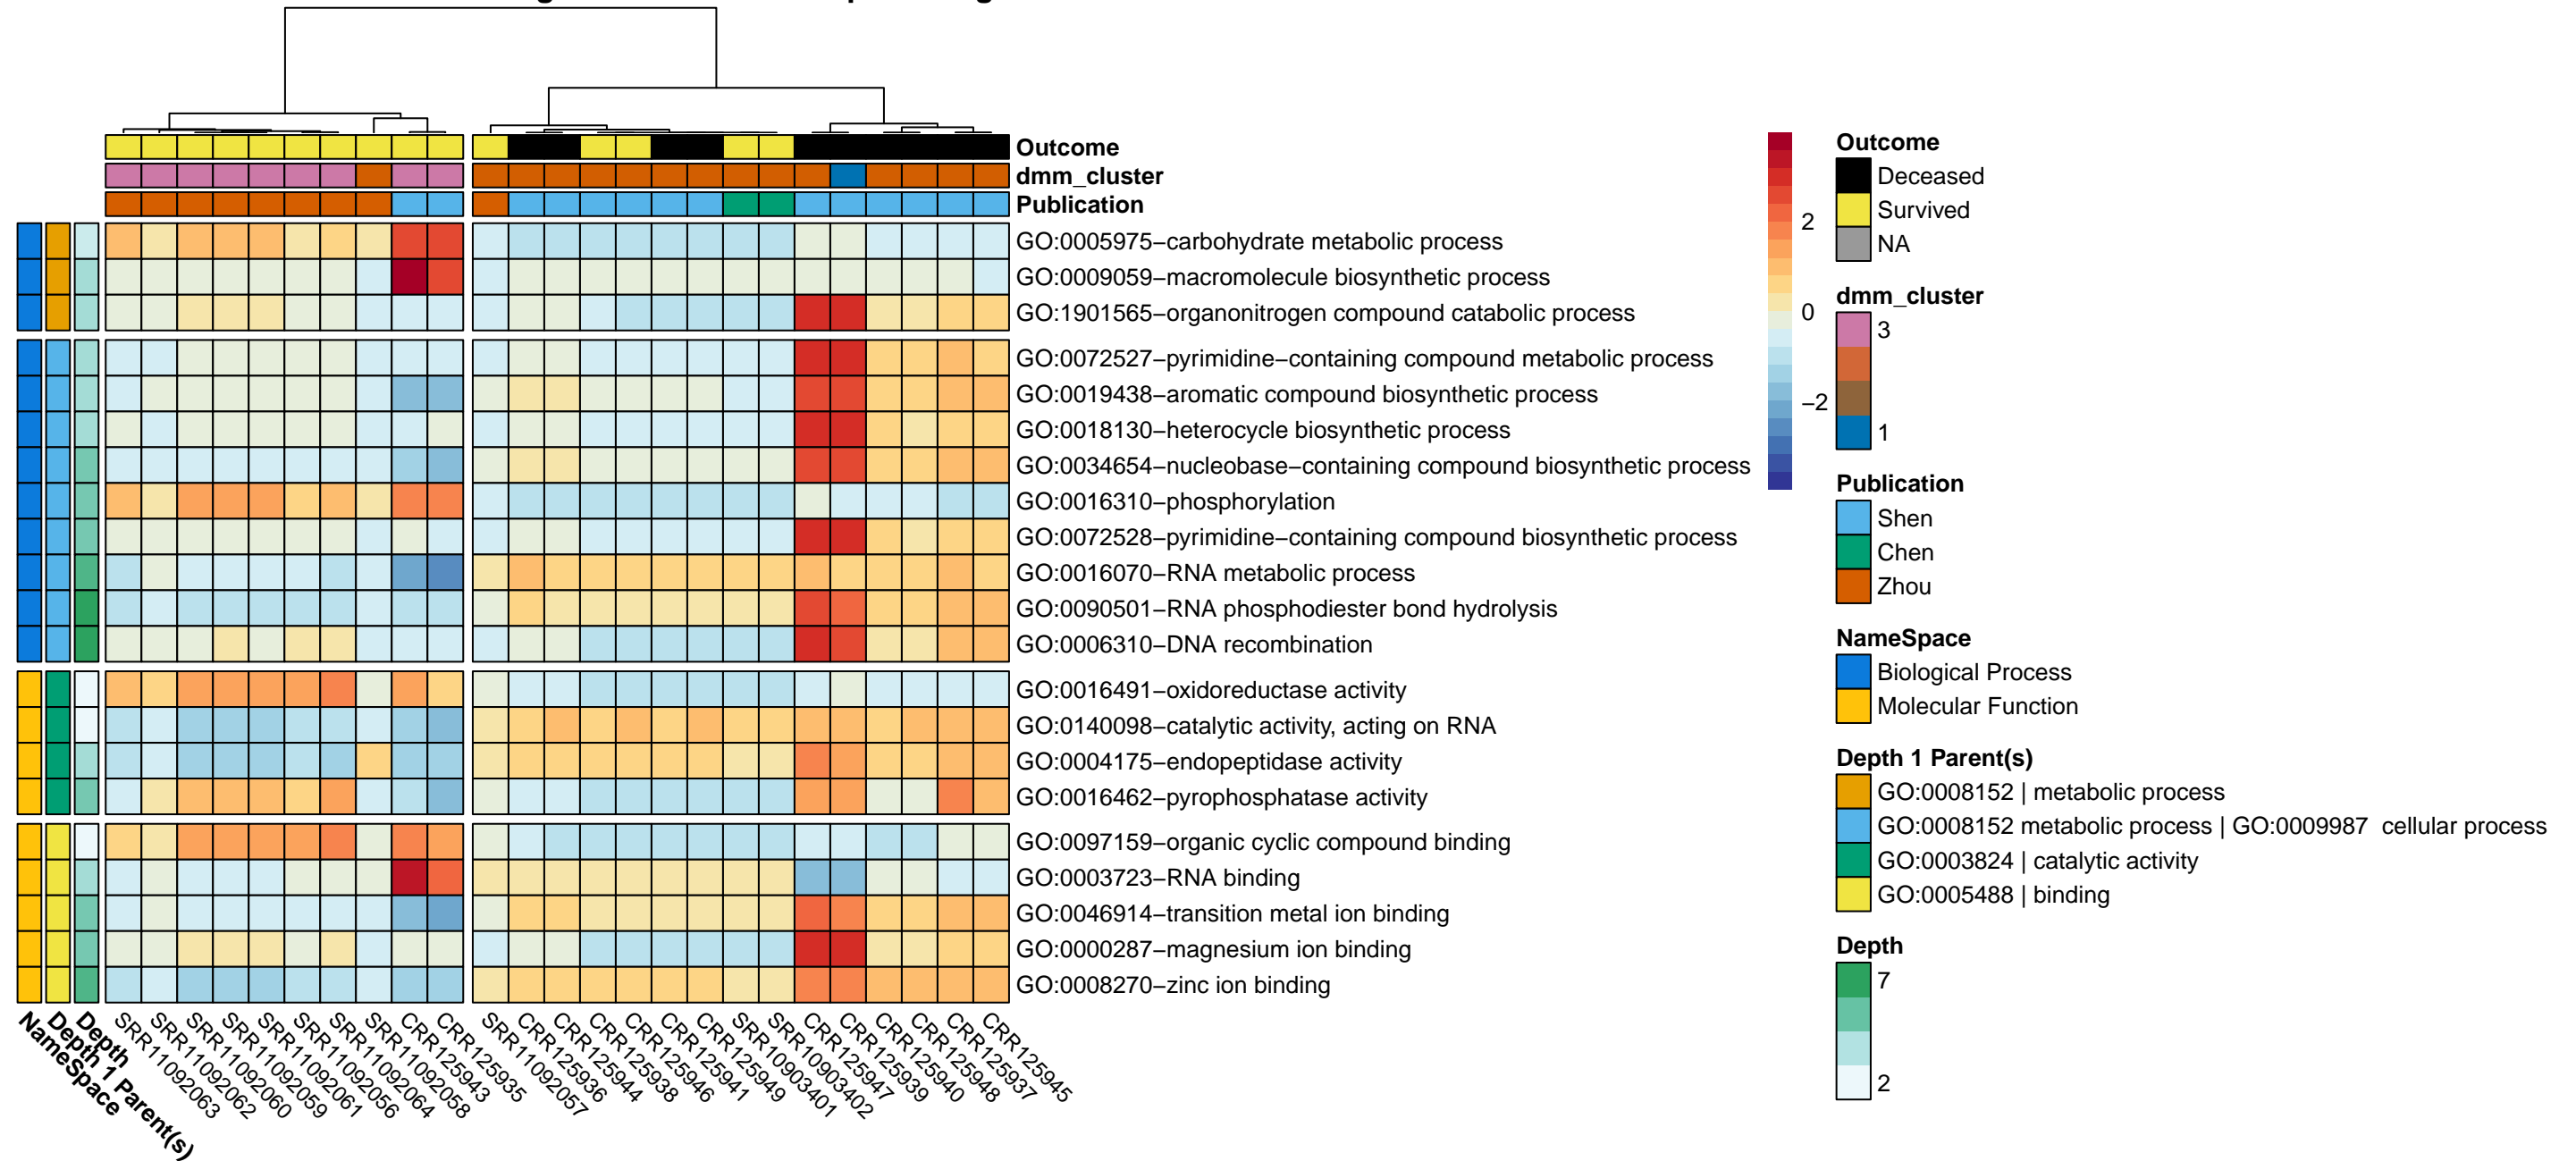 Outcome
dmm_cluster
Publication
GO:0005975−carbohydrate metabolic process
GO:0009059−macromolecule biosynthetic process
GO:1901565−organonitrogen compound catabolic process
GO:0072527−pyrimidine−containing compound metabolic process
GO:0019438−aromatic compound biosynthetic process
GO:0018130−heterocycle biosynthetic process
GO:0034654−nucleobase−containing compound biosynthetic process
GO:0016310−phosphorylation
GO:0072528−pyrimidine−containing compound biosynthetic process
GO:0016070−RNA metabolic process
GO:0090501−RNA phosphodiester bond hydrolysis
GO:0006310−DNA recombination
GO:0016491−oxidoreductase activity
GO:0140098−catalytic activity, acting on RNA
GO:0004175−endopeptidase activity
GO:0016462−pyrophosphatase activity
GO:0097159−organic cyclic compound binding
GO:0003723−RNA binding
GO:0046914−transition metal ion binding
GO:0000287−magnesium ion binding
GO:0008270−zinc ion binding
NameSpace
Depth 1 Parent(s)
Depth
SRR11092063
SRR11092062
SRR11092060
SRR11092059
SRR11092061
SRR11092056
SRR11092064
SRR11092058
CRR125943
CRR125935
SRR11092057
CRR125936
CRR125944
CRR125938
CRR125946
CRR125941
CRR125949
SRR10903401
SRR10903402
CRR125947
CRR125939
CRR125940
CRR125948
CRR125937
CRR125945
2
0
−2
Outcome
Deceased
Survived
NA
dmm_cluster
3
1
Publication
Shen
Chen
Zhou
NameSpace
Biological Process
Molecular Function
Depth 1 Parent(s)
GO:0008152 | metabolic process
GO:0008152 metabolic process | GO:0009987  cellular process
GO:0003824 | catalytic activity
GO:0005488 | binding
Depth
7
2